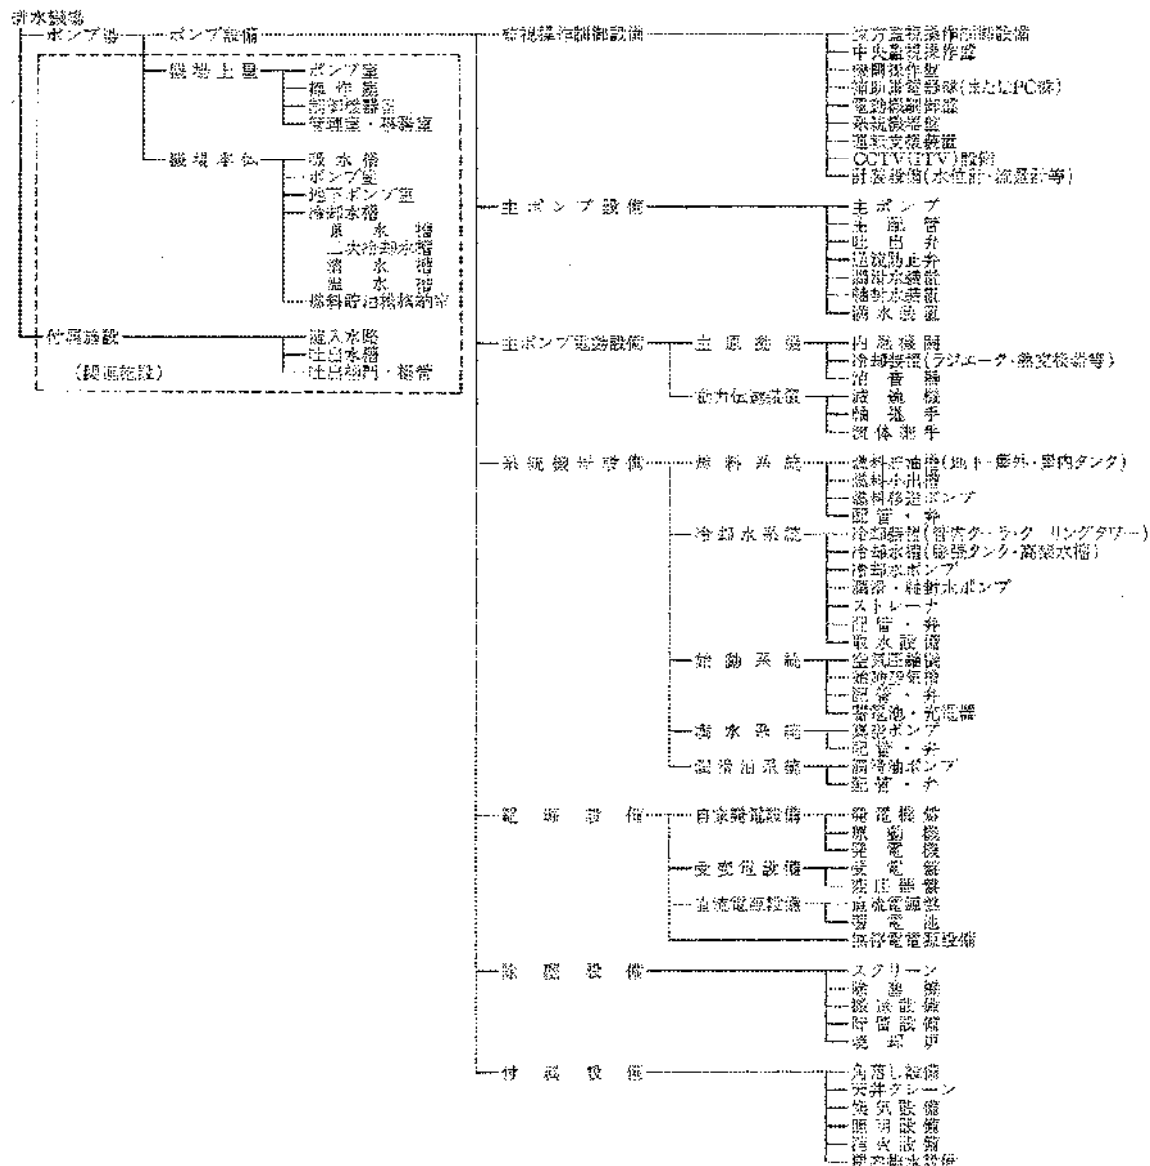 排水機場
ポンプ場
ポンプ設備
機場上屋
ポンプ室
操作室
制御機器室
管理室・事務室
機場本体
吸水槽
ポンプ室
地下ポンプ室
冷却水槽
原水槽
二次冷却水槽
清水槽
温水槽
燃料貯油槽格納室
付属施設
(関連施設)
導入水路
吐出水槽
吐出樋門・樋管
監視操作制御設備
遠方監視操作制御設備
中央監視操作盤
機側操作盤
補助継電器盤(またはPC盤)
電動機制御盤
系統機器盤
運転支援装置
CCTV(ITV)設備
計装設備(水位計・流量計等)
主ポンプ設備
主ポンプ
主配管
吐出弁
逆流防止弁
潤滑水装置
軸封水装置
満水装置
主ポンプ電動設備
主原動機
内燃機関
冷却装置(ラジエータ・熱交換器等)
消音器
動力伝達装置
減速機
軸継手
流体継手
系統機器設備
燃料系統
燃料貯油槽(地下・屋外・屋内タンク)
燃料小出槽
燃料移送ポンプ
配管・弁
冷却水系統
冷却装置(管内クーラ・クーリングタワー)
冷却水槽(膨張タンク・高架水槽)
冷却水ポンプ
潤滑・軸封水ポンプ
ストレーナ
配管・弁
取水設備
始動系統
空気圧縮機
始動空気槽
配管・弁
蓄電池・充電器
満水系統
真空ポンプ
配管・弁
潤滑油系統
潤滑油ポンプ
配管・弁
電源設備
自家発電設備
発電機盤
原動機
発電機
受変電設備
受電盤
変圧器盤
直流電源設備
直流電源盤
蓄電池
無停電電源設備
除塵設備
スクリーン
除塵機
搬送設備
貯留設備
焼却炉
付属設備
角落し設備
天井クレーン
換気設備
照明設備
消火設備
場内排水設備